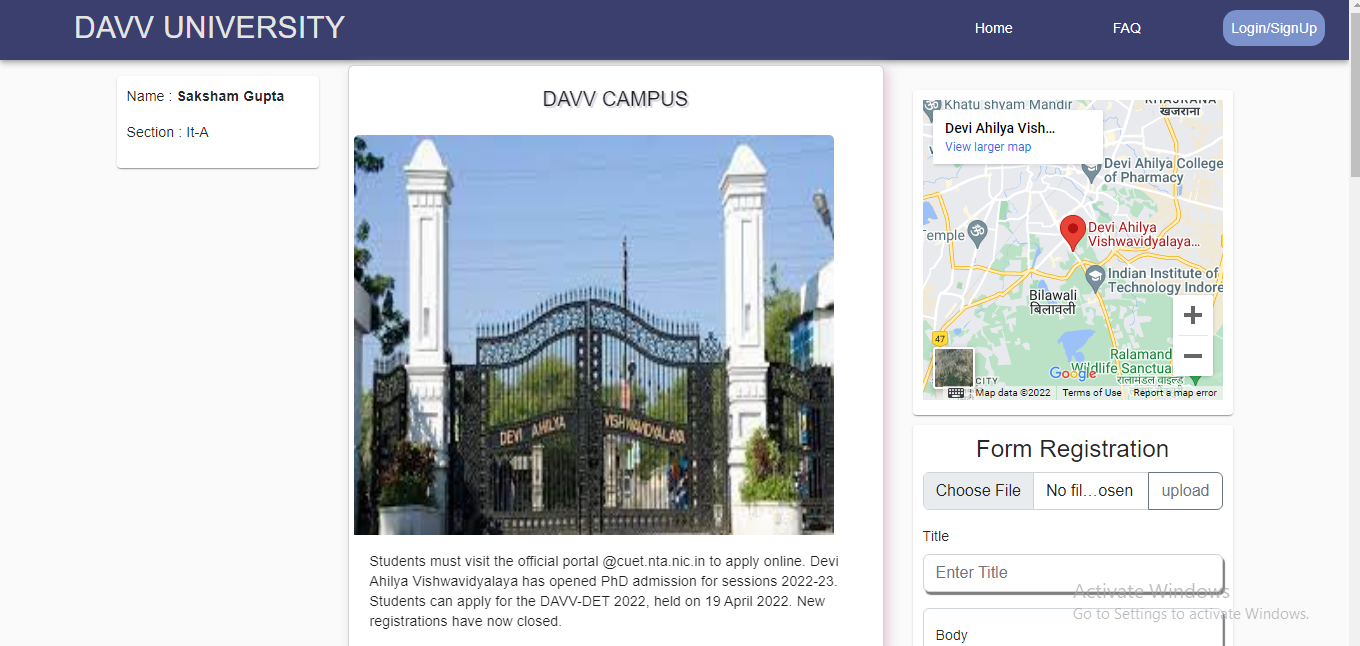 DAVV UNIVERSITY
Home
FAQ
Login/SignUp
Name : Saksham Gupta
Section : It-A
DAVV CAMPUS
DEVI AHILYA
VISHWAVIDYALAYA
Students must visit the official portal @cuet.nta.nic.in to apply online. Devi
Ahilya Vishwavidyalaya has opened PhD admission for sessions 2022-23.
Students can apply for the DAVV-DET 2022, held on 19 April 2022. New
registrations have now closed.
Khatu shyam Mandir
KHAJRANA
खजराना
Devi Ahilya Vish...
View larger map
Devi Ahilya College
of Pharmacy
Temple
Devi Ahilya
Vishwavidyalaya...
Indian Institute of
Technology Indore
Bilawali
बिलावली
47
Ralamand
Wildlife Sanctua
रालामंडल वाईल्ड
CITY
Google
Map data ©2022
Terms of Use
Report a map error
Form Registration
Choose File
No fil...osen
upload
Title
Enter Title
Body
Activate Windows
Go to Settings to activate Windows.